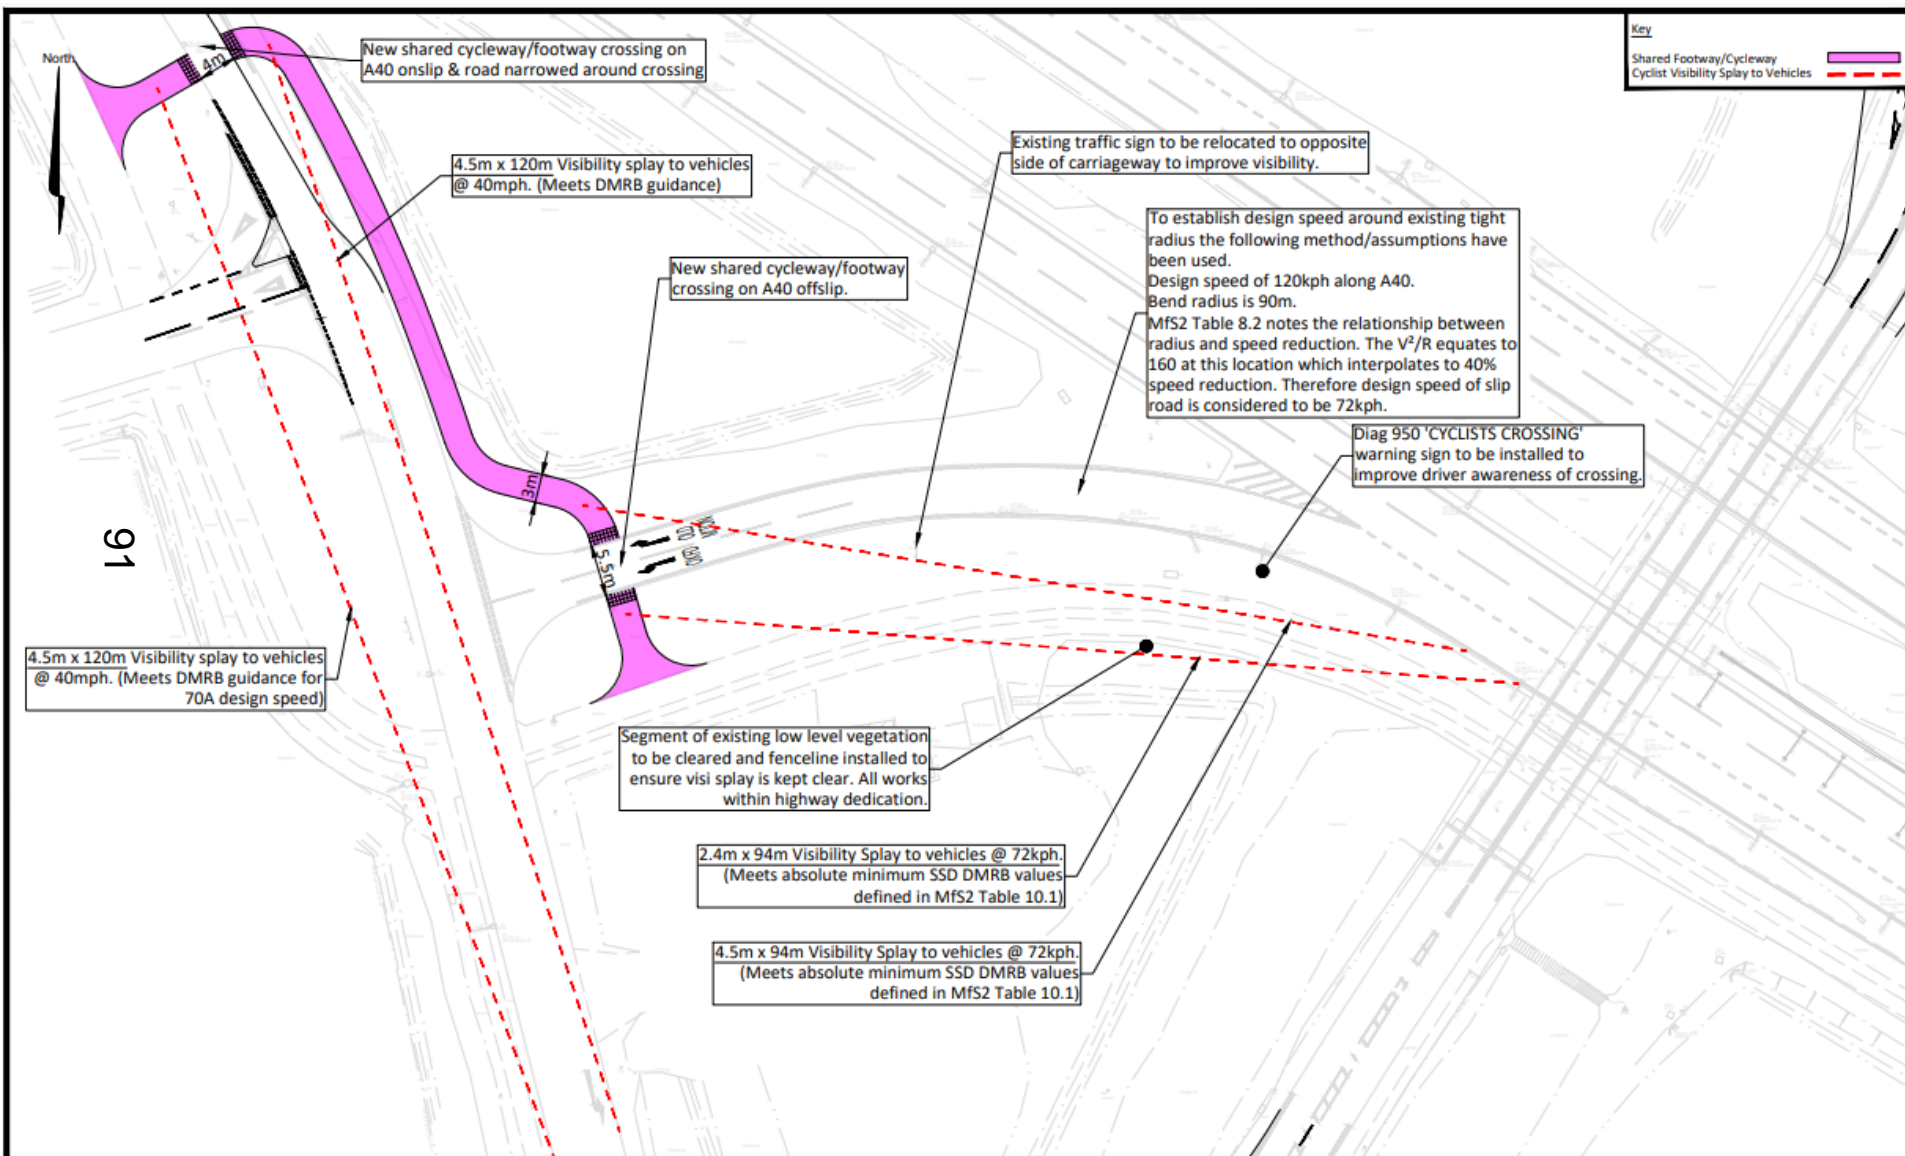 Key
Shared Footway/Cycleway
Cyclist Visibility Splay to Vehicles
North
New shared cycleway/footway crossing on
A40 onslip & road narrowed around crossing
4m
4.5m x 120m Visibility splay to vehicles
@ 40mph. (Meets DMRB guidance)
Existing traffic sign to be relocated to opposite
side of carriageway to improve visibility.
To establish design speed around existing tight
radius the following method/assumptions have
been used.
Design speed of 120kph along A40.
Bend radius is 90m.
MfS2 Table 8.2 notes the relationship between
radius and speed reduction. The V²/R equates to
160 at this location which interpolates to 40%
speed reduction. Therefore design speed of slip
road is considered to be 72kph.
New shared cycleway/footway
crossing on A40 offslip.
Diag 950 'CYCLISTS CROSSING'
warning sign to be installed to
improve driver awareness of crossing.
3m
5.5m
91
4.5m x 120m Visibility splay to vehicles
@ 40mph. (Meets DMRB guidance for
70A design speed)
Segment of existing low level vegetation
to be cleared and fenceline installed to
ensure visi splay is kept clear. All works
within highway dedication.
2.4m x 94m Visibility Splay to vehicles @ 72kph.
(Meets absolute minimum SSD DMRB values
defined in MfS2 Table 10.1)
4.5m x 94m Visibility Splay to vehicles @ 72kph.
(Meets absolute minimum SSD DMRB values
defined in MfS2 Table 10.1)